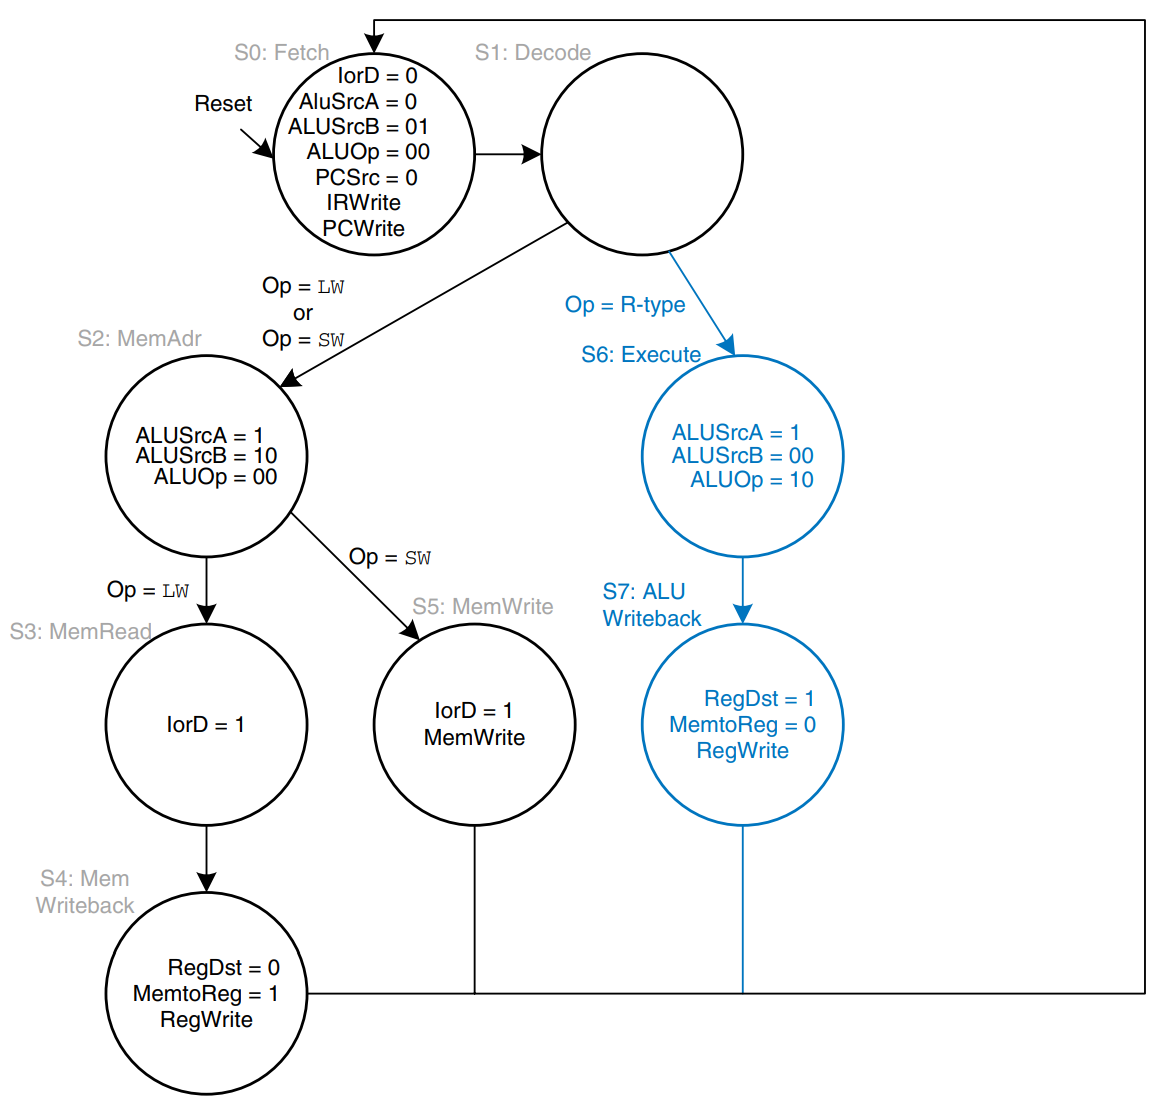 S0: Fetch
S1: Decode
Reset
IorD = 0
AluSrcA = 0
ALUSrcB = 01
ALUOp = 00
PCSrc = 0
IRWrite
PCWrite
Op = LW
or
Op = SW
Op = R-type
S2: MemAdr
S6: Execute
ALUSrcA = 1
ALUSrcB = 10
ALUOp = 00
ALUSrcA = 1
ALUSrcB = 00
ALUOp = 10
Op = SW
Op = LW
S7: ALU
Writeback
S5: MemWrite
S3: MemRead
IorD = 1
IorD = 1
MemWrite
RegDst = 1
MemtoReg = 0
RegWrite
S4: Mem
Writeback
RegDst = 0
MemtoReg = 1
RegWrite